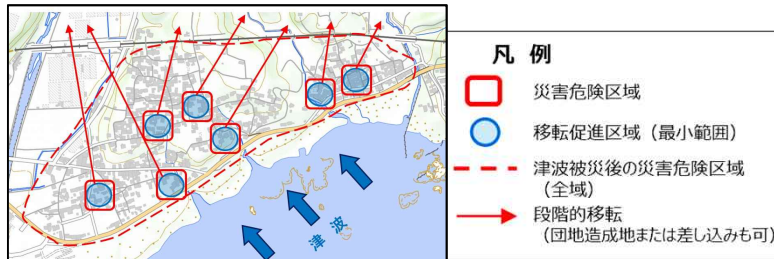 津波
凡 例
災害危険区域
移転促進区域（最小範囲）
津波被災後の災害危険区域
（全域）
段階的移転
（団地造成地または差し込みも可）